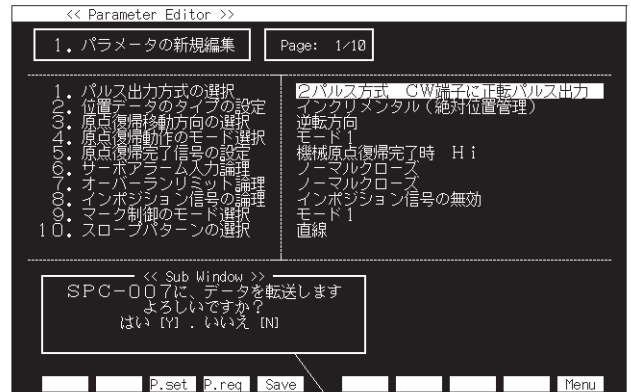 << Parameter Editor >>
1．パラメータの新規編集
Page: 1/10
1．パルス出力方式の選択 2パルス方式 CW端子に正転パルス出力
2．位置データのタイプの設定 インクリメンタル（絶対位置管理）
3．原点復帰移動方向の選択 逆転方向
4．原点復帰動作のモード選択 モード1
5．原点復帰完了信号の設定 機械原点復帰完了時 Hi
6．サーボアラーム入力論理 ノーマルクローズ
7．オーバーランリミット論理 ノーマルクローズ
8．インポジション信号の論理 インポジション信号の無効
9．マーク制御のモード選択 モード1
10．スロープパターンの選択 直線
<< Sub Window >>
SPC-007に、データを転送します
よろしいですか？
はい [Y] . いいえ [N]
P.set P.req Save Menu